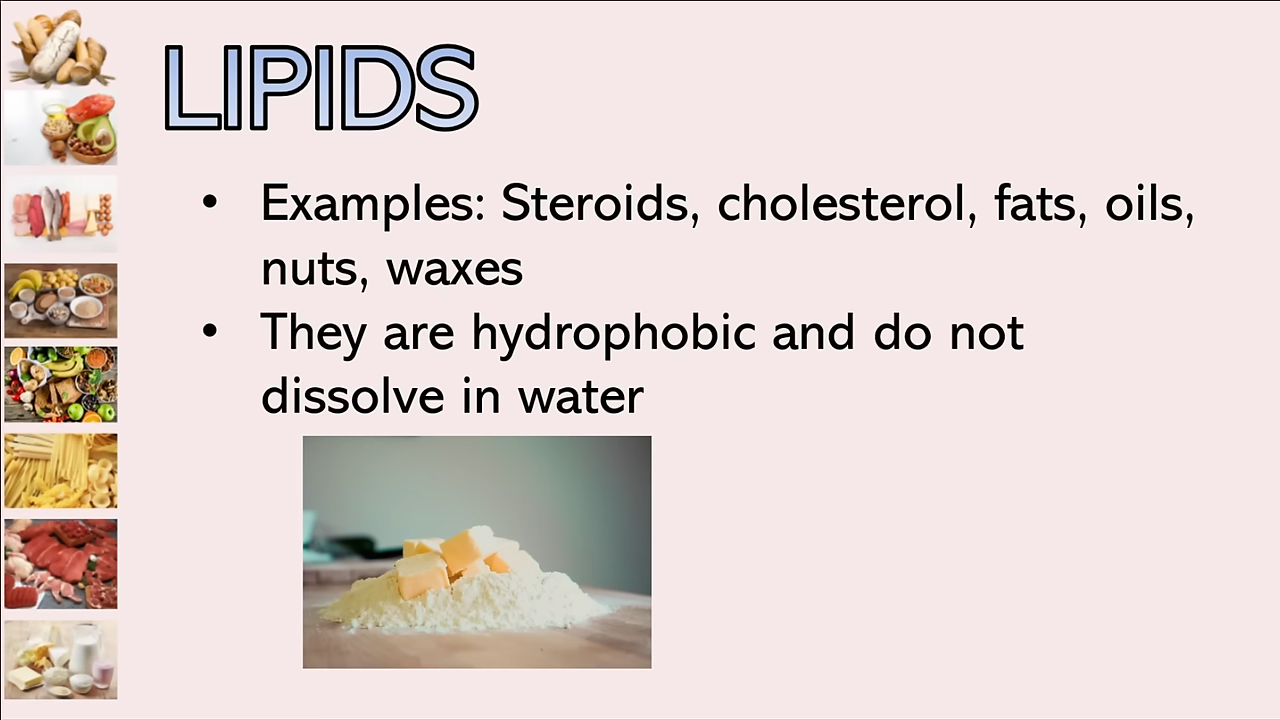 LIPIDS
• Examples: Steroids, cholesterol, fats, oils,
nuts, waxes
• They are hydrophobic and do not
dissolve in water